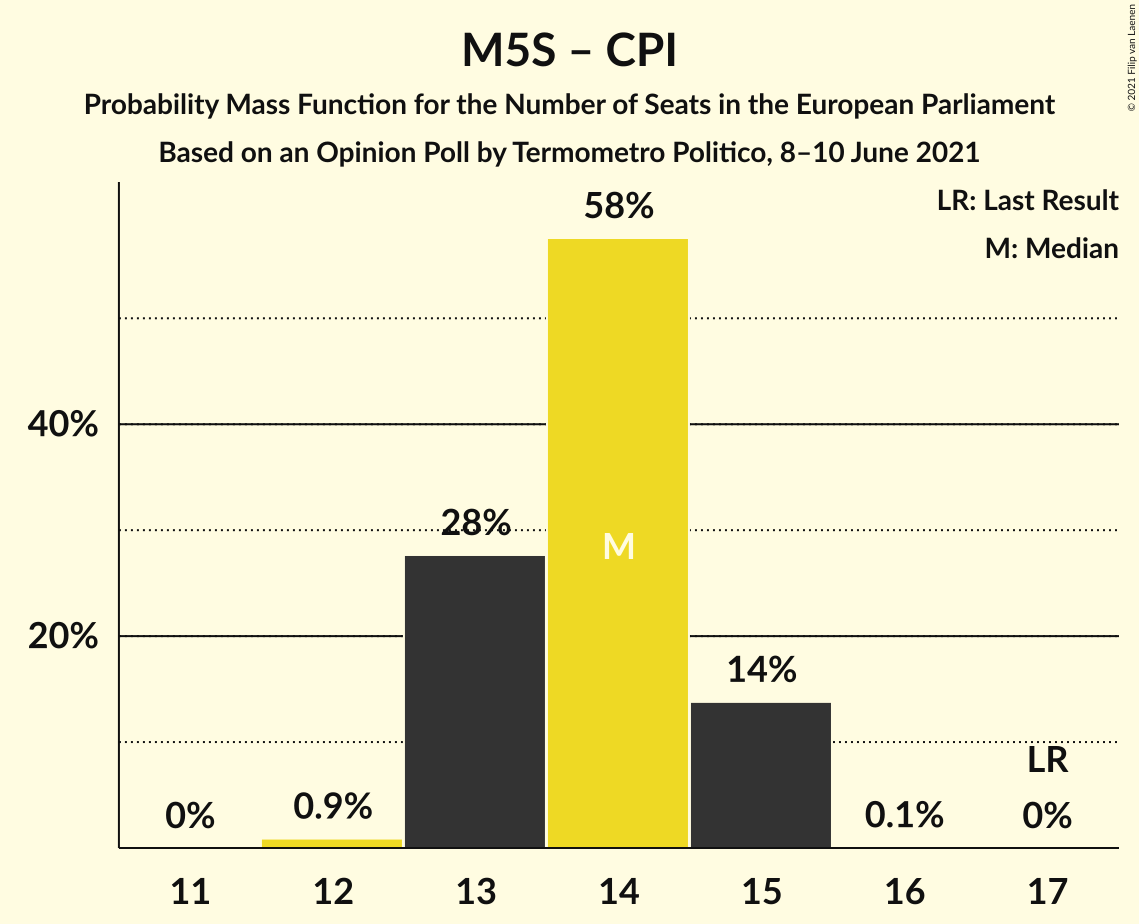 M5S – CPI
Probability Mass Function for the Number of Seats in the European Parliament
Based on an Opinion Poll by Termometro Politico, 8–10 June 2021
© 2021 Filip van Laenen
LR: Last Result
M: Median
58%
40%
28%
M
20%
14%
LR
0%
0.9%
0.1%
0%
11
12
13
14
15
16
17